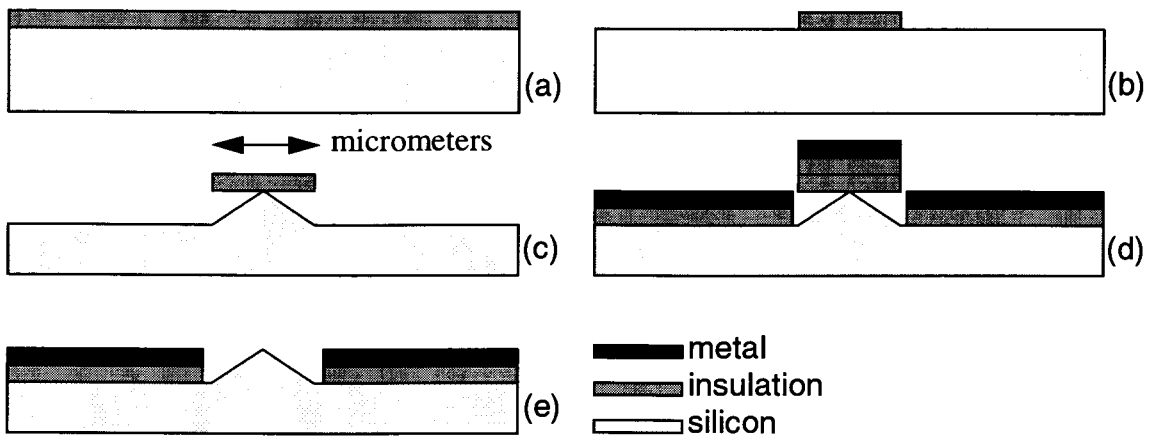 (a)
(b)
micrometers
(c)
(d)
(e)
metal
insulation
silicon